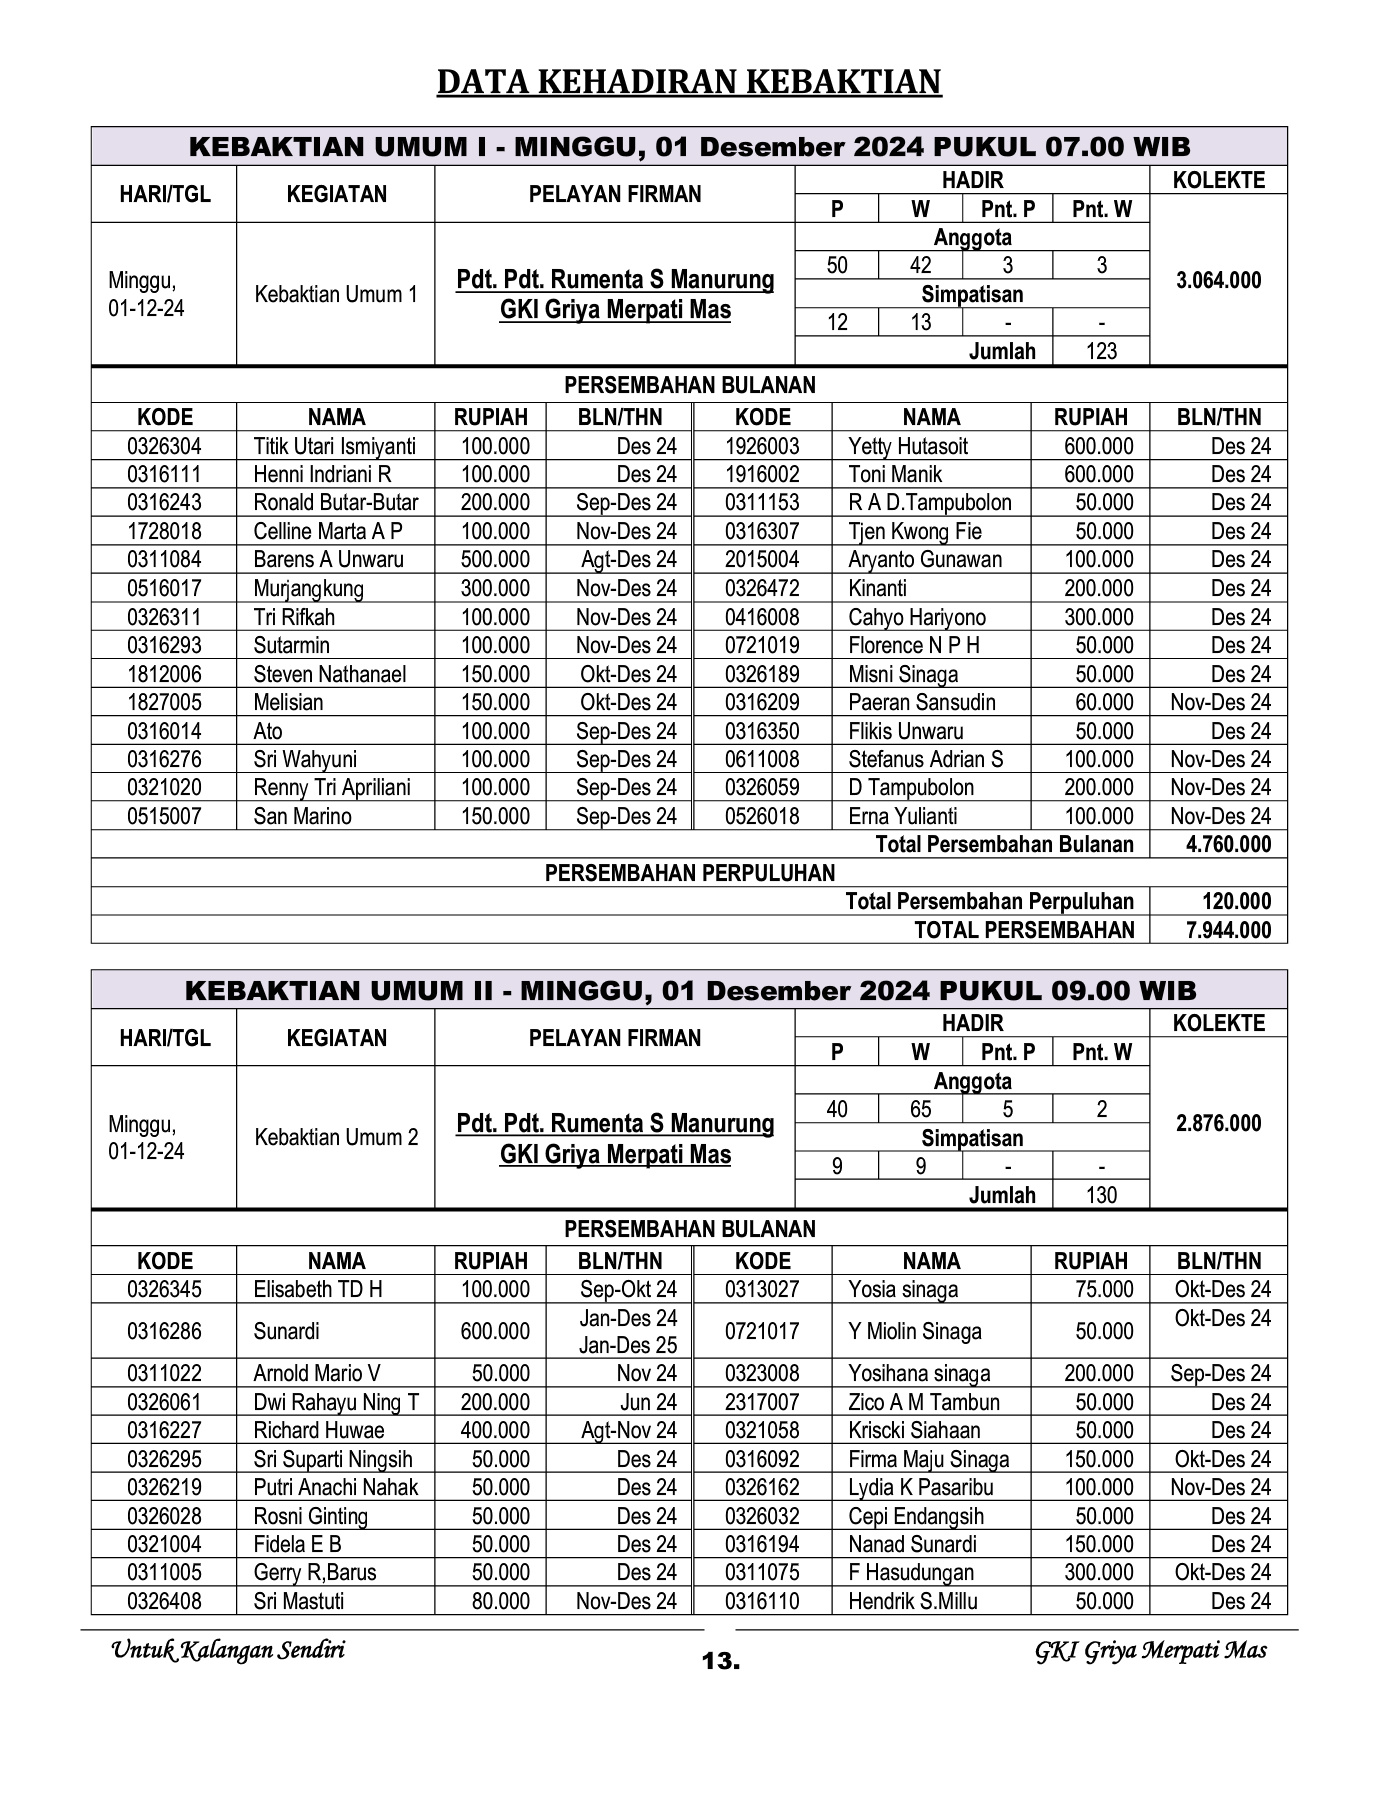 DATA KEHADIRAN KEBAKTIAN
KEBAKTIAN UMUM I - MINGGU, 01 Desember 2024 PUKUL 07.00 WIB
HARI/TGL KEGIATAN PELAYAN FIRMAN HADIR KOLEKTE
P W Pnt. P Pnt. W
Minggu,
01-12-24
Kebaktian Umum 1
Pdt. Pdt. Rumenta S Manurung
GKI Griya Merpati Mas
Anggota
50 42 3 3
Simpatisan
12 13 - -
Jumlah 123
3.064.000
PERSEMBAHAN BULANAN
KODE NAMA RUPIAH BLN/THN KODE NAMA RUPIAH BLN/THN
0326304 Titik Utari Ismiyanti 100.000 Des 24 1926003 Yetty Hutasoit 600.000 Des 24
0316111 Henni Indriani R 100.000 Des 24 1916002 Toni Manik 600.000 Des 24
0316243 Ronald Butar-Butar 200.000 Sep-Des 24 0311153 R A D.Tampubolon 50.000 Des 24
1728018 Celline Marta A P 100.000 Nov-Des 24 0316307 Tjen Kwong Fie 50.000 Des 24
0311084 Barens A Unwaru 500.000 Agt-Des 24 2015004 Aryanto Gunawan 100.000 Des 24
0516017 Murjangkung 300.000 Nov-Des 24 0326472 Kinanti 200.000 Des 24
0326311 Tri Rifkah 100.000 Nov-Des 24 0416008 Cahyo Hariyono 300.000 Des 24
0316293 Sutarmin 100.000 Nov-Des 24 0721019 Florence N P H 50.000 Des 24
1812006 Steven Nathanael 150.000 Okt-Des 24 0326189 Misni Sinaga 50.000 Des 24
1827005 Melisian 150.000 Okt-Des 24 0316209 Paeran Sansudin 60.000 Nov-Des 24
0316014 Ato 100.000 Sep-Des 24 0316350 Flikis Unwaru 50.000 Des 24
0316276 Sri Wahyuni 100.000 Sep-Des 24 0611008 Stefanus Adrian S 100.000 Nov-Des 24
0321020 Renny Tri Apriliani 100.000 Sep-Des 24 0326059 D Tampubolon 200.000 Nov-Des 24
0515007 San Marino 150.000 Sep-Des 24 0526018 Erna Yulianti 100.000 Nov-Des 24
Total Persembahan Bulanan 4.760.000
PERSEMBAHAN PERPULUHAN
Total Persembahan Perpuluhan 120.000
TOTAL PERSEMBAHAN 7.944.000
KEBAKTIAN UMUM II - MINGGU, 01 Desember 2024 PUKUL 09.00 WIB
HARI/TGL KEGIATAN PELAYAN FIRMAN HADIR KOLEKTE
P W Pnt. P Pnt. W
Minggu,
01-12-24
Kebaktian Umum 2
Pdt. Pdt. Rumenta S Manurung
GKI Griya Merpati Mas
Anggota
40 65 5 2
Simpatisan
9 9 - -
Jumlah 130
2.876.000
PERSEMBAHAN BULANAN
KODE NAMA RUPIAH BLN/THN KODE NAMA RUPIAH BLN/THN
0326345 Elisabeth TD H 100.000 Sep-Okt 24 0313027 Yosia sinaga 75.000 Okt-Des 24
0316286 Sunardi 600.000 Jan-Des 24 0721017 Y Miolin Sinaga 50.000 Okt-Des 24
Jan-Des 25
0311022 Arnold Mario V 50.000 Nov 24 0323008 Yosihana sinaga 200.000 Sep-Des 24
0326061 Dwi Rahayu Ning T 200.000 Jun 24 2317007 Zico A M Tambun 50.000 Des 24
0316227 Richard Huwae 400.000 Agt-Nov 24 0321058 Kriscki Siahaan 50.000 Des 24
0326295 Sri Suparti Ningsih 50.000 Des 24 0316092 Firma Maju Sinaga 150.000 Okt-Des 24
0326219 Putri Anachi Nahak 50.000 Des 24 0326162 Lydia K Pasaribu 100.000 Nov-Des 24
0326028 Rosni Ginting 50.000 Des 24 0326032 Cepi Endangsih 50.000 Des 24
0321004 Fidela E B 50.000 Des 24 0316194 Nanad Sunardi 150.000 Des 24
0311005 Gerry R,Barus 50.000 Des 24 0311075 F Hasudungan 300.000 Okt-Des 24
0326408 Sri Mastuti 80.000 Nov-Des 24 0316110 Hendrik S.Millu 50.000 Des 24
Untuk Kalangan Sendiri 13. GKI Griya Merpati Mas